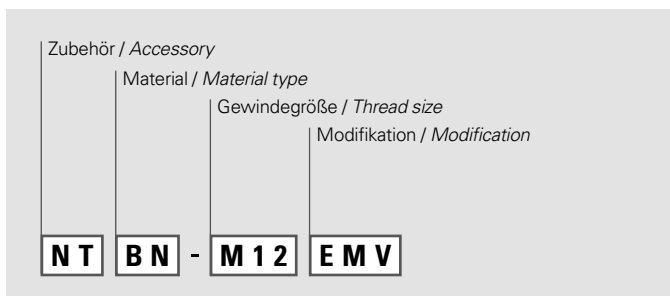 Zubehör / Accessory
Material / Material type
Gewindegröße / Thread size
Modifikation / Modification
NT BN - M12 EMV